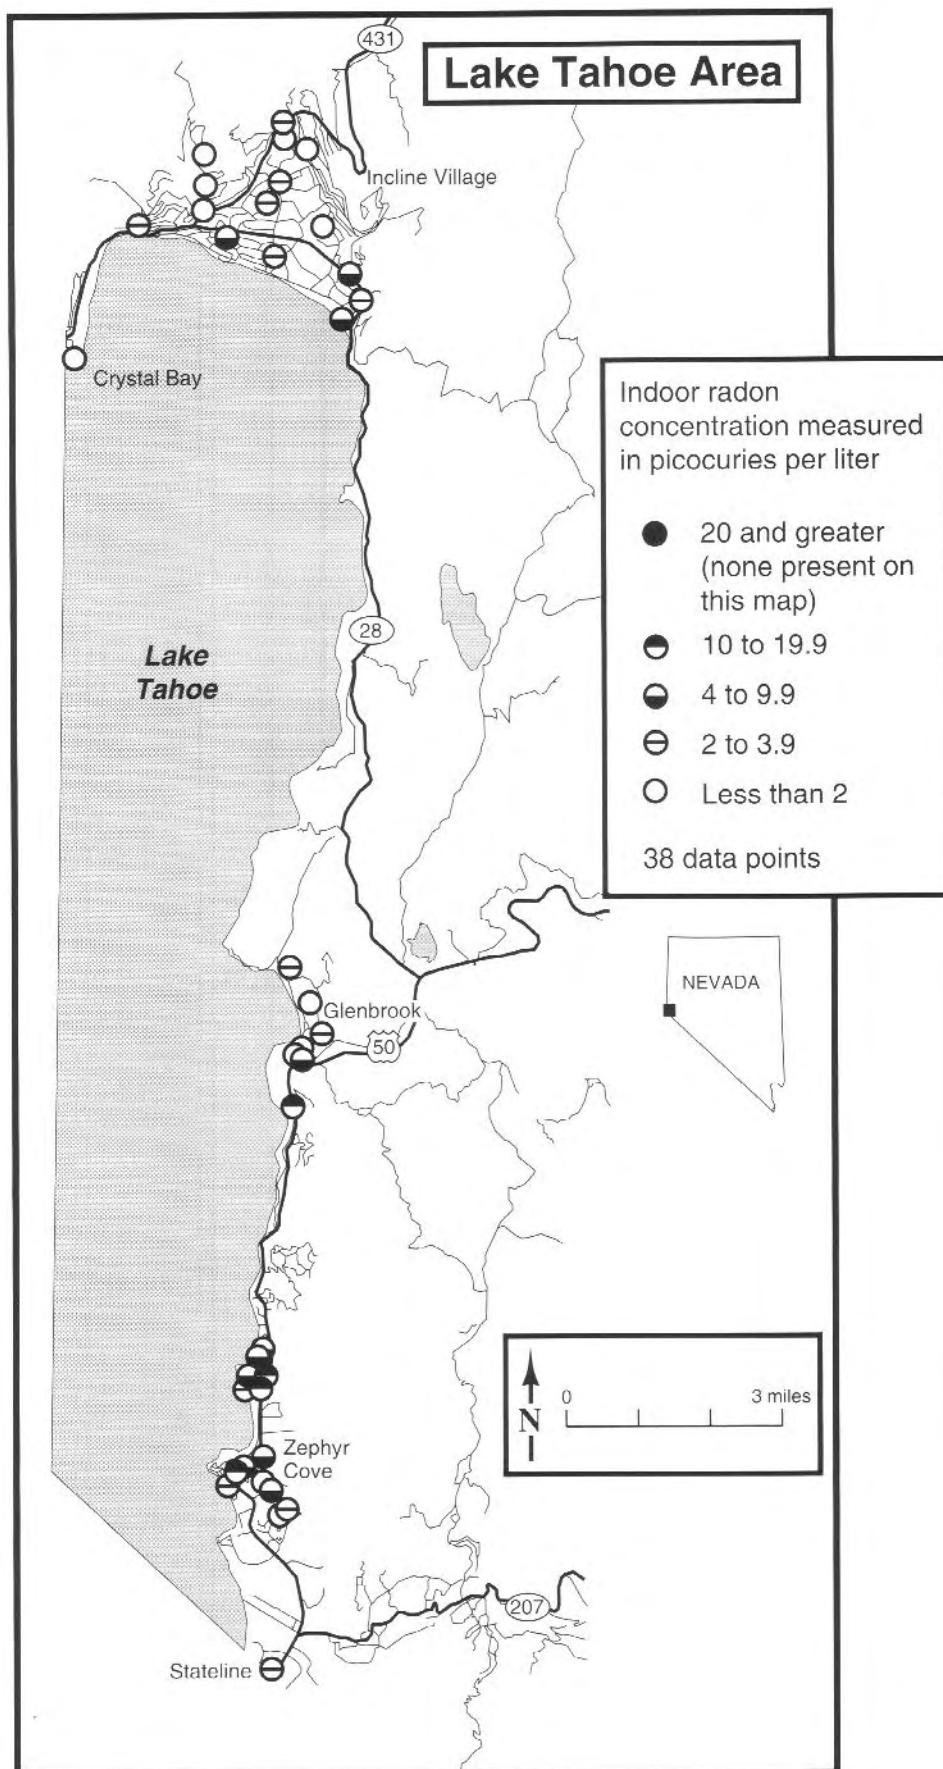 431
Lake Tahoe Area
Incline Village
Crystal Bay
Indoor radon
concentration measured
in picocuries per liter
20 and greater
(none present on
this map)
10 to 19.9
4 to 9.9
2 to 3.9
Less than 2
38 data points
28
Lake
Tahoe
NEVADA
Glenbrook
50
0
3 miles
N
Zephyr
Cove
207
Stateline